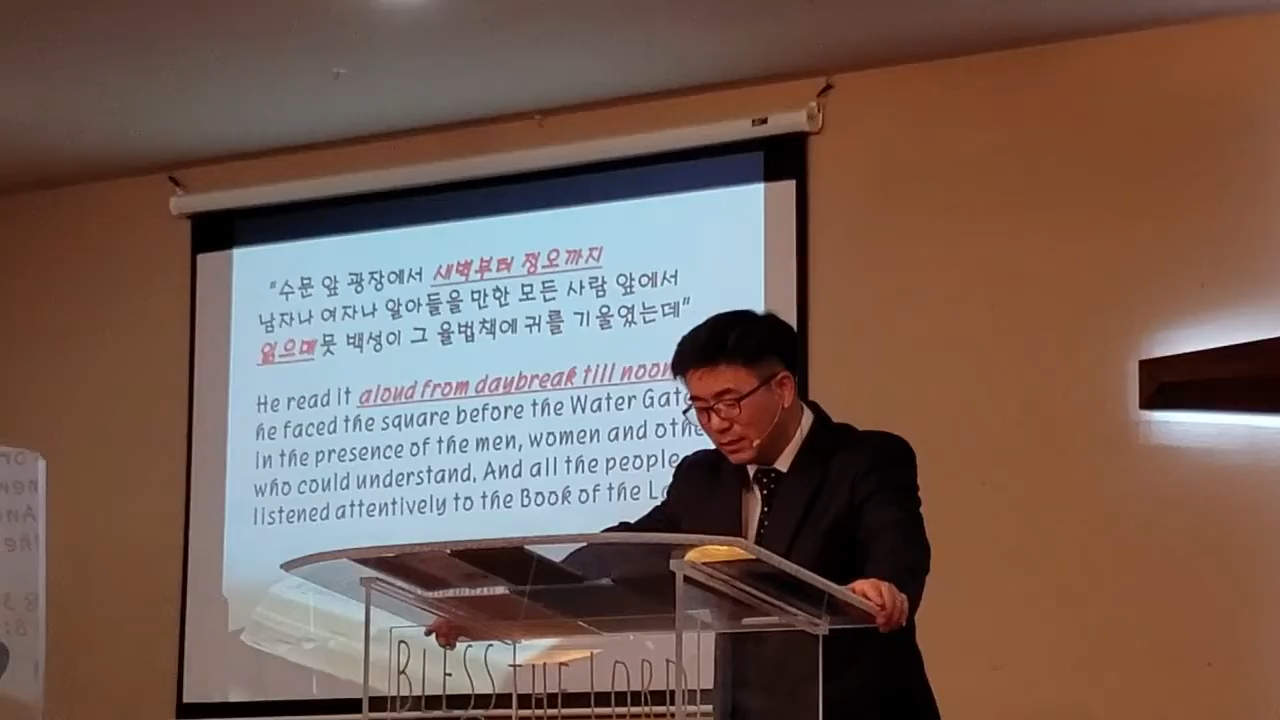 "수문 앞 광장에서 새벽부터 정오까지
남자나 여자나 알아들을 만한 모든 사람 앞에서
읽으매 뭇 백성이 그 율법책에 귀를 기울였는데"
He read it aloud from daybreak till noon
he faced the square before the Water Gate
in the presence of the men, women and othe
who could understand. And all the people
listened attentively to the Book of the L
BLESS THE LORD